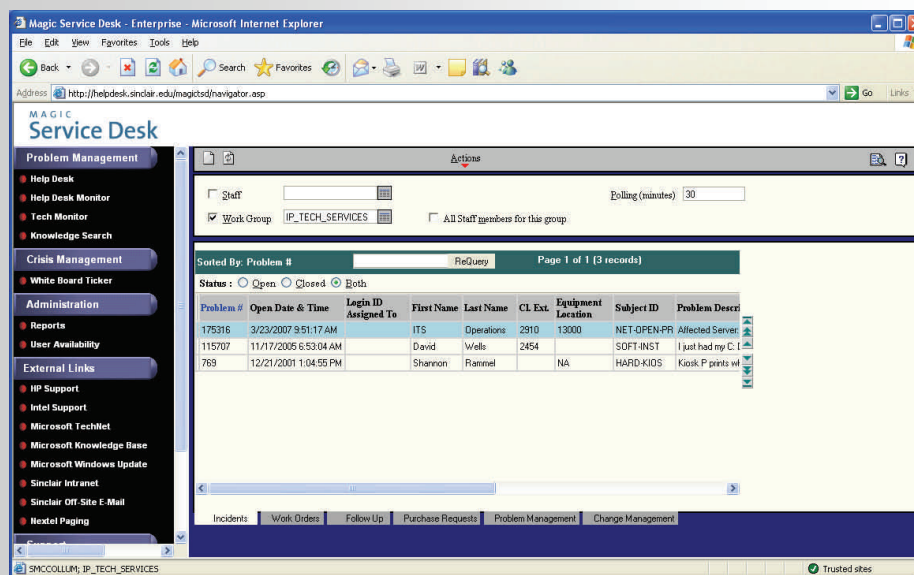 Magic Service Desk - Enterprise - Microsoft Internet Explorer
File Edit View Favorites Tools Help
Back Search Favorites
Address http://helpdesk.sinclair.edu/magictsd/navigator.asp Go Links
MAGIC
Service Desk
Problem Management
Help Desk
Help Desk Monitor
Tech Monitor
Knowledge Search
Crisis Management
White Board Ticker
Administration
Reports
User Availability
External Links
HP Support
Intel Support
Microsoft TechNet
Microsoft Knowledge Base
Microsoft Windows Update
Sinclair Intranet
Sinclair Off-Site E-Mail
Nextel Paging
Actions
Staff Polling (minutes) 30
Work Group IP_TECH_SERVICES All Staff members for this group
Sorted By: Problem # ReQuery Page 1 of 1 (3 records)
Status : Open Closed Both
Problem # Open Date & Time Login ID Assigned To First Name Last Name CL Ext. Equipment Location Subject ID Problem Descri
175316 3/23/2007 9:51:17 AM ITS Operations 2910 13000 NET-OPEN-PR Affected Server:
115707 11/17/2005 6:53:04 AM David Wells 2454 SOFT-INST I just had my C: D
769 12/21/2001 1:04:55 PM Shannon Rammel NA HARD-KIOS Kiosk P prints wh
Incidents Work Orders Follow Up Purchase Requests Problem Management Change Management
SMCCOLLUM; IP_TECH_SERVICES Trusted sites